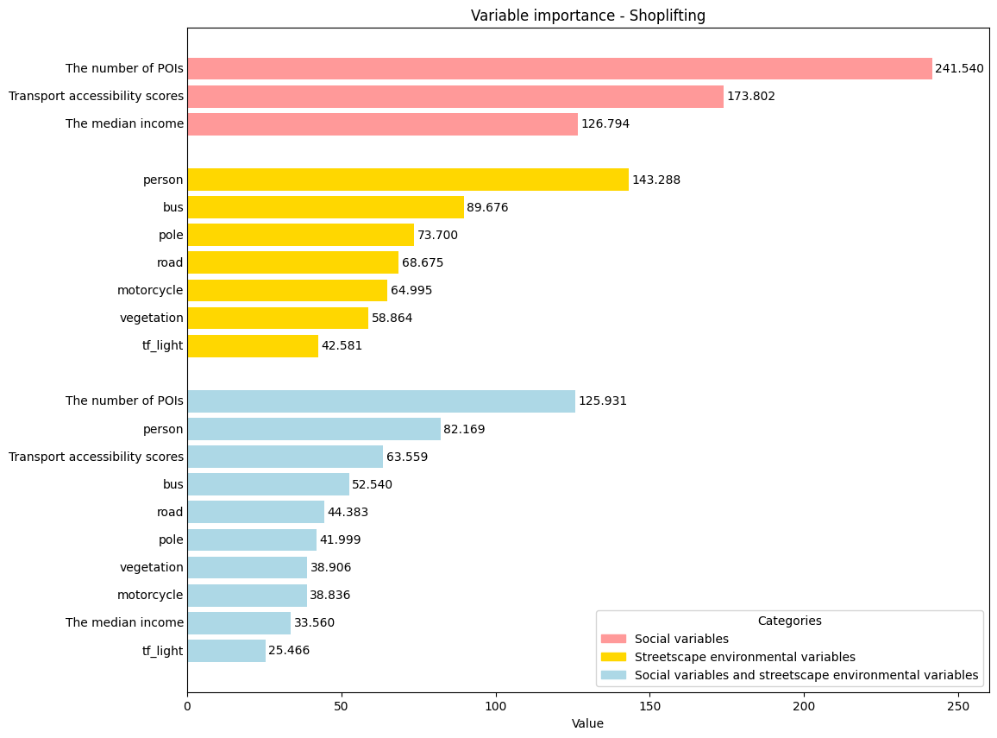 Variable importance - Shoplifting
The number of POIs 241.540
Transport accessibility scores 173.802
The median income 126.794
person 143.288
bus 89.676
pole 73.700
road 68.675
motorcycle 64.995
vegetation 58.864
tf_light 42.581
The number of POIs 125.931
person 82.169
Transport accessibility scores 63.559
bus 52.540
road 44.383
pole 41.999
vegetation 38.906
motorcycle 38.836
The median income 33.560
tf_light 25.466
Categories
Social variables
Streetscape environmental variables
Social variables and streetscape environmental variables
0 50 100 150 200 250
Value